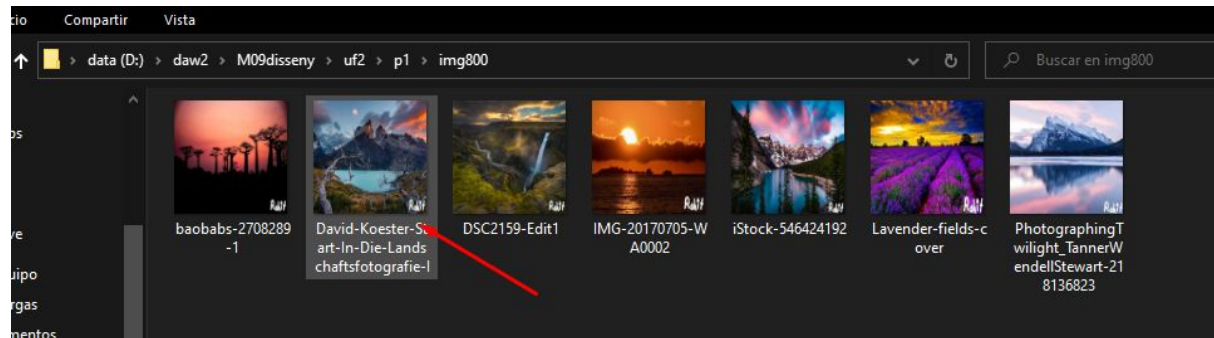 cio Compartir Vista
data (D:) > daw2 > M09disseny > uf2 > p1 > img800
Buscar en img800
os
ve
uipo
rgas
mentos
baobabs-2708289
-1
David-Koester-St
art-In-Die-Lands
chaftsfotografie-I
DSC2159-Edit1
IMG-20170705-W
A0002
iStock-546424192
Lavender-fields-c
over
PhotographingT
wilight_TannerW
endellStewart-21
8136823